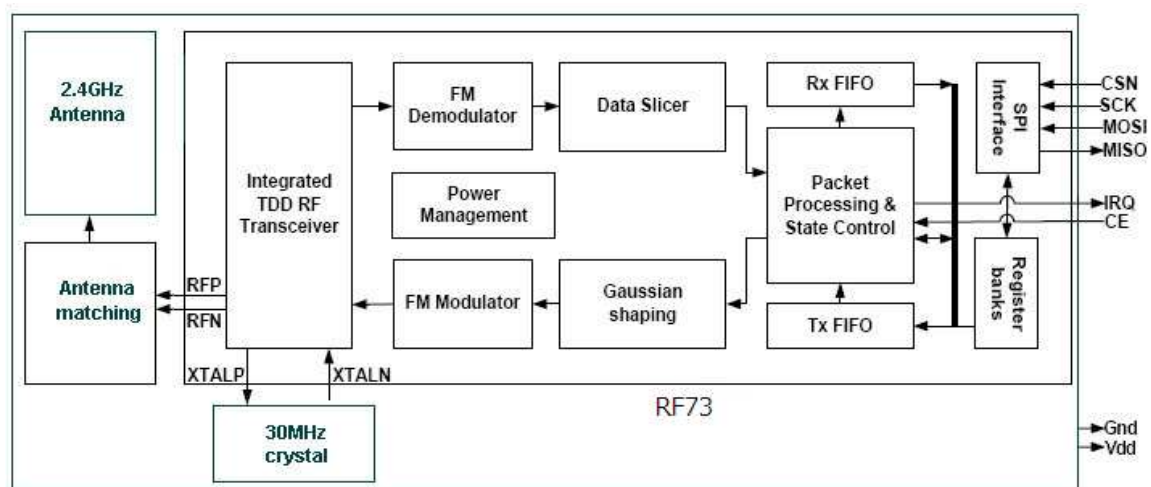 2.4GHz
Antenna
Antenna
matching
RFP
RFN
Integrated
TDD RF
Transceiver
XTALP
XTALN
30MHz
crystal
FM
Demodulator
Data Slicer
Power
Management
FM Modulator
Gaussian
shaping
Rx FIFO
Packet
Processing &
State Control
Tx FIFO
SPI
Interface
Register
banks
CSN
SCK
MOSI
MISO
IRQ
CE
RF73
Gnd
Vdd